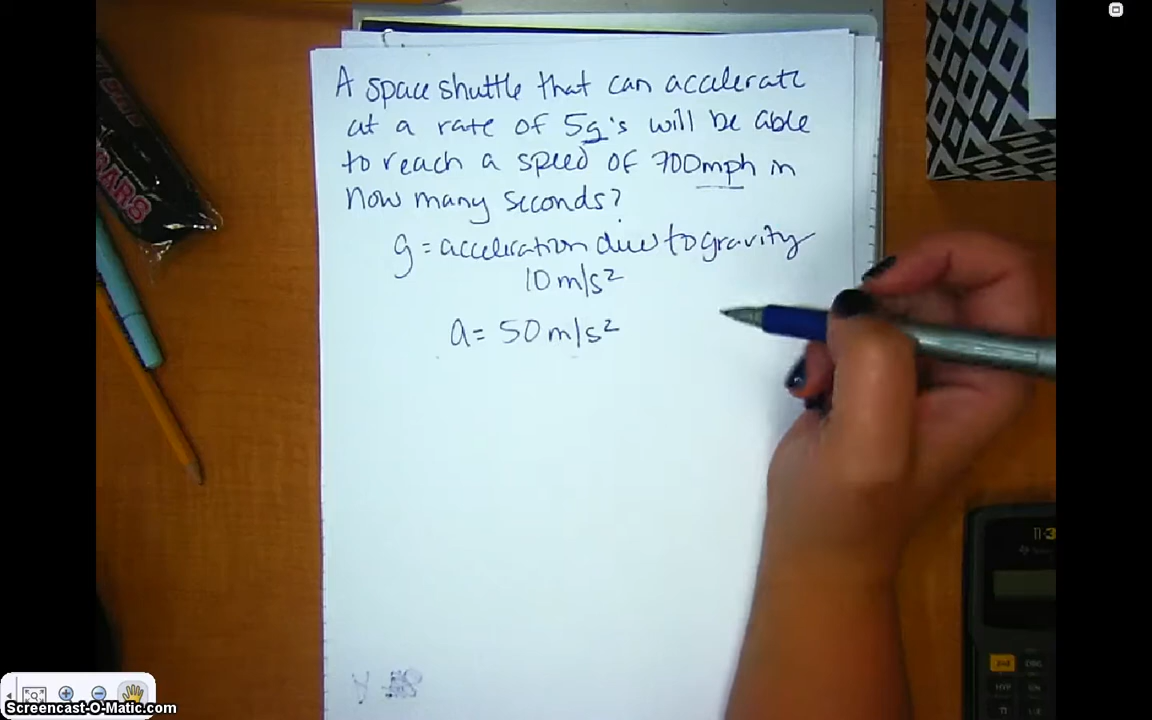 A space shuttle that can accelerate
at a rate of 5g's will be able
to reach a speed of 700mph in
how many seconds?
g = acceleration due to gravity
10 m/s²
a = 50 m/s²
BARS
Screencast-O-Matic.com